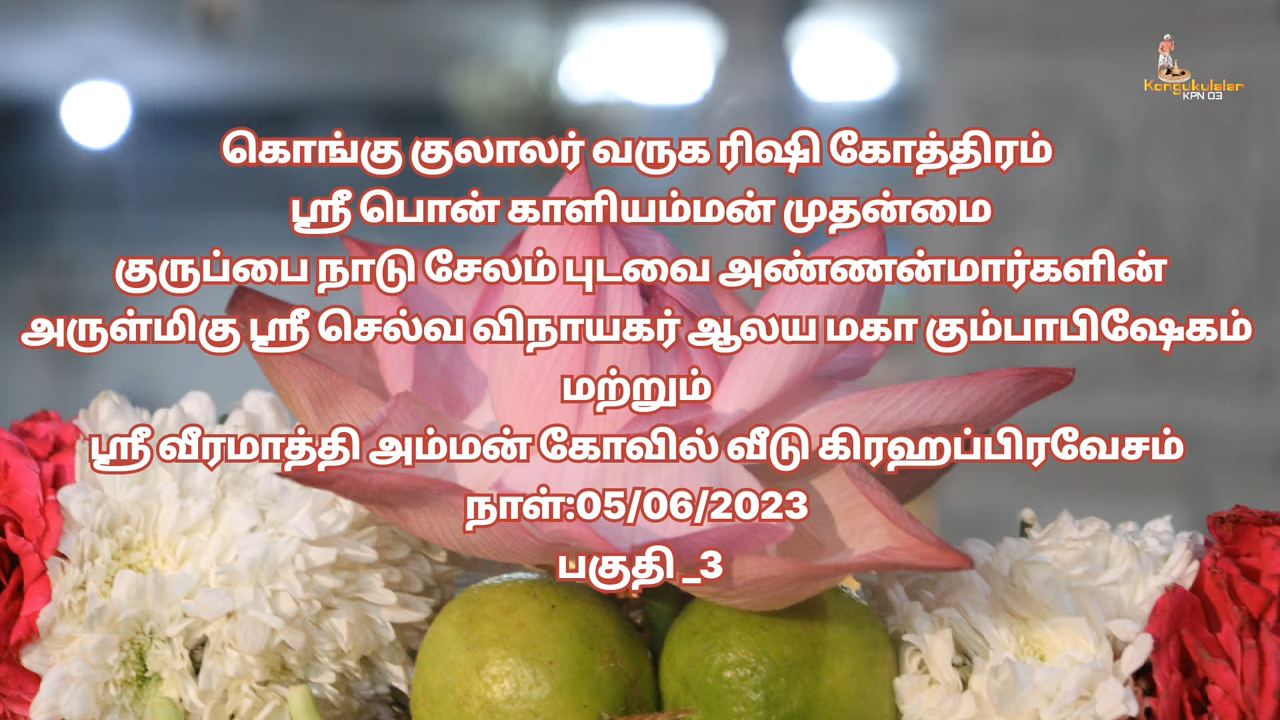 Kongukulalar
KPN 03
கொங்கு குலாலர் வருக ரிஷி கோத்திரம்
ஸ்ரீ பொன் காளியம்மன் முதன்மை
குருப்பை நாடு சேலம் புடவை அண்ணன்மார்களின்
அருள்மிகு ஸ்ரீ செல்வ விநாயகர் ஆலய மகா கும்பாபிஷேகம்
மற்றும்
ஸ்ரீ வீரமாத்தி அம்மன் கோவில் வீடு கிரஹப்பிரவேசம்
நாள்:05/06/2023
பகுதி _3